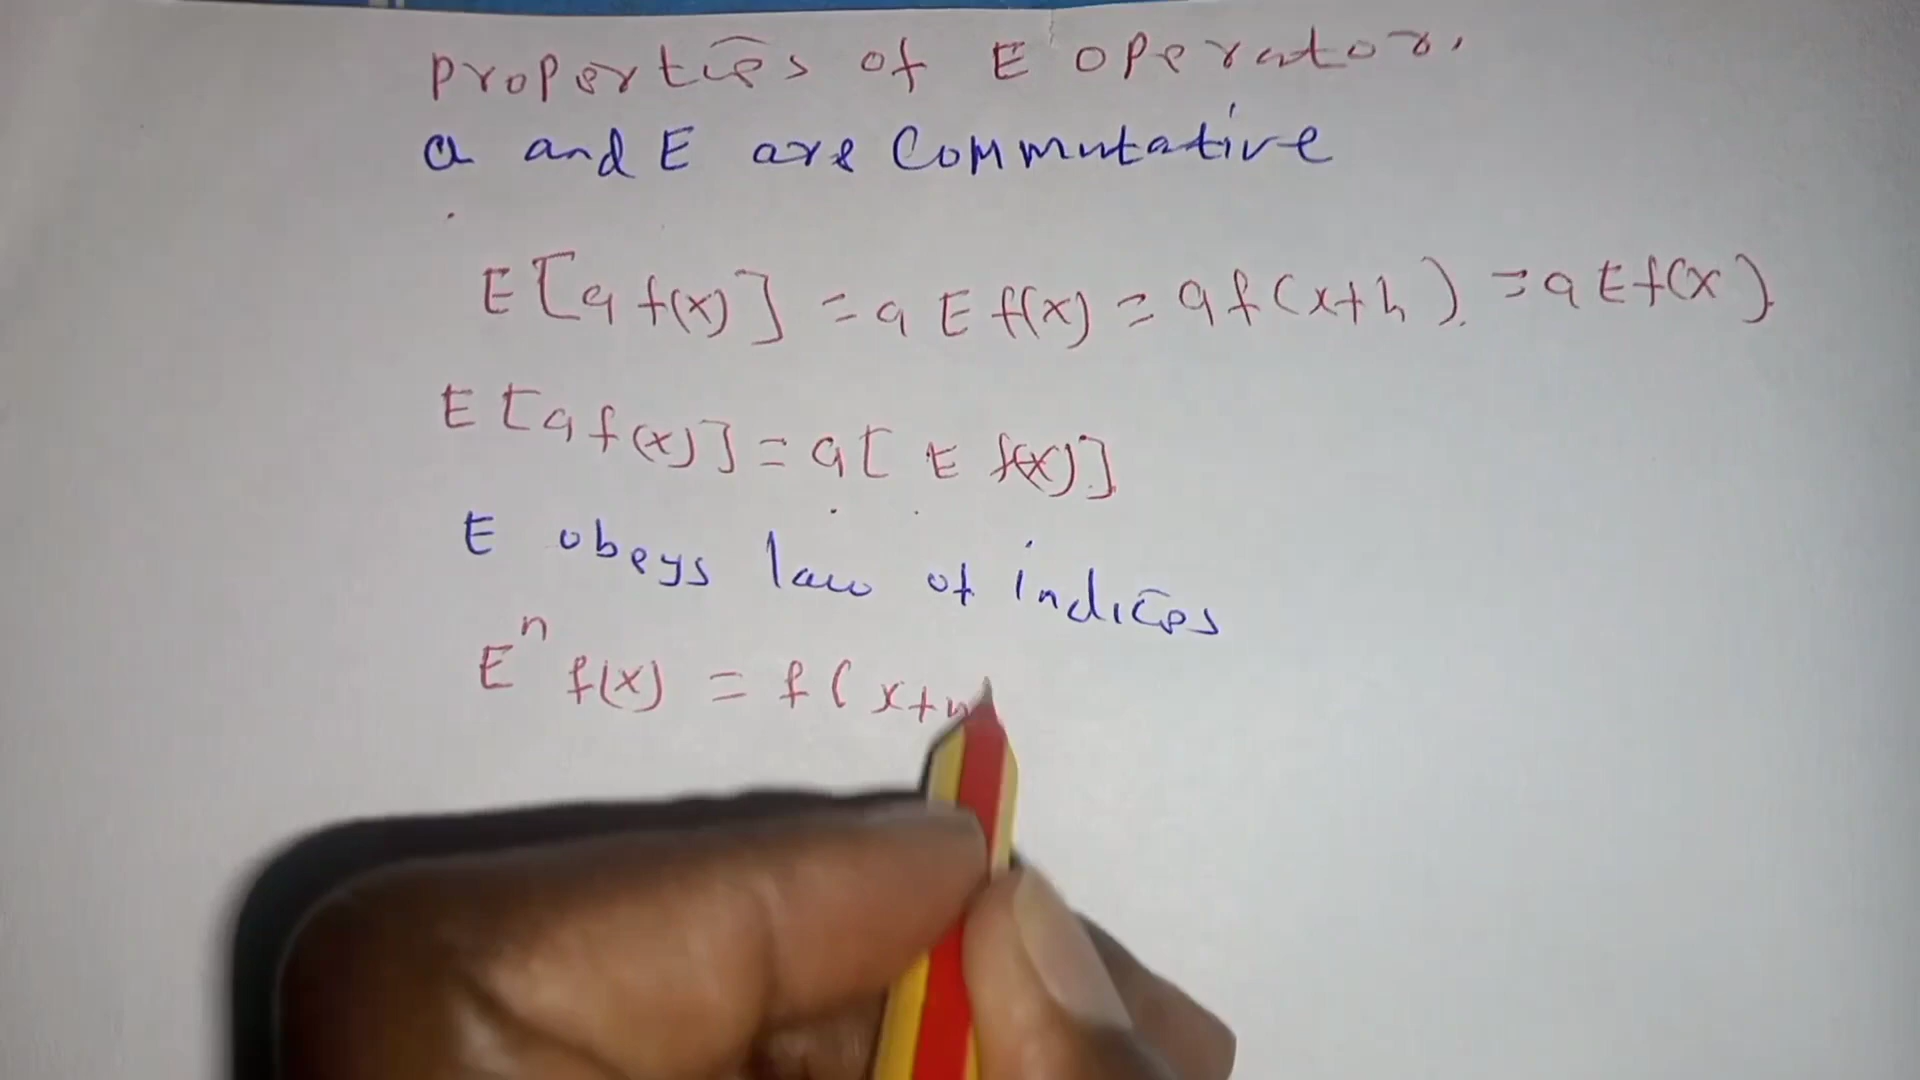 Properties of E operator.
a and E are Commutative
E[a f(x)] = a E f(x) = a f(x+h). = a E f(x).
E[a f(x)] = a[ E f(x)]
E obeys law of indices
E^n f(x) = f(x+n